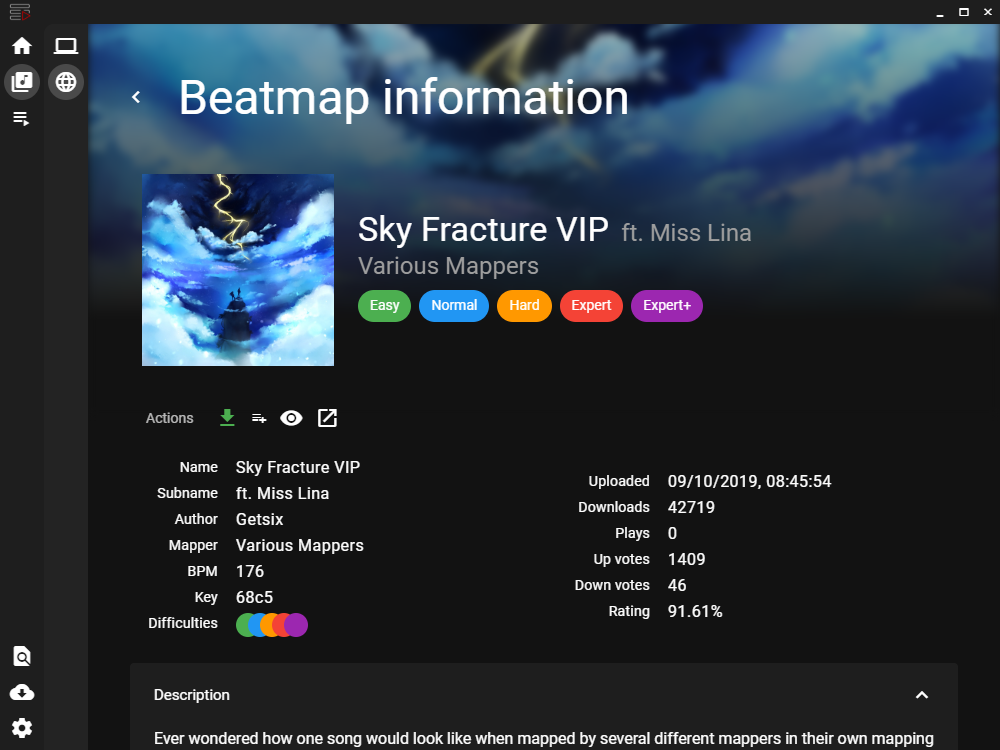 Beatmap information
Sky Fracture VIP ft. Miss Lina
Various Mappers
Easy Normal Hard Expert Expert+
Actions
Name Sky Fracture VIP
Subname ft. Miss Lina
Author Getsix
Mapper Various Mappers
BPM 176
Key 68c5
Difficulties
Uploaded 09/10/2019, 08:45:54
Downloads 42719
Plays 0
Up votes 1409
Down votes 46
Rating 91.61%
Description
Ever wondered how one song would look like when mapped by several different mappers in their own mapping